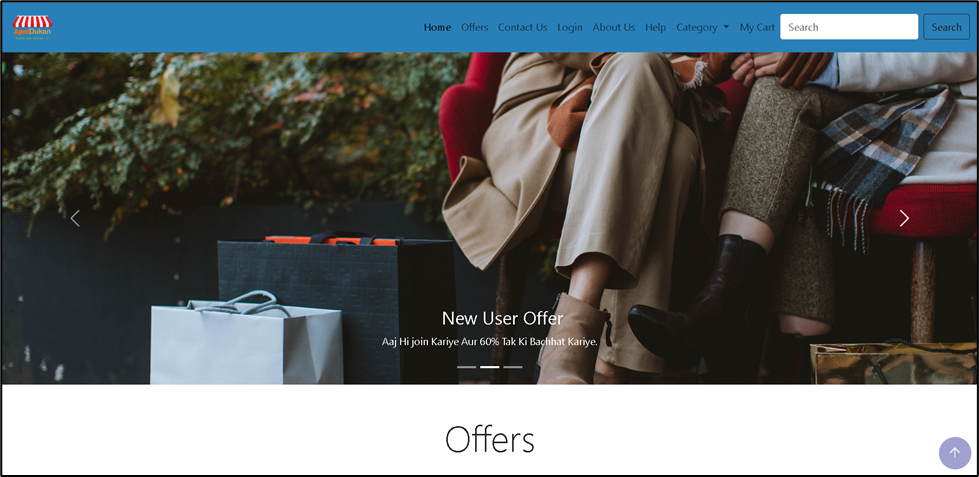 ApniDukan
Home Offers Contact Us Login About Us Help Category My Cart Search Search
New User Offer
Aaj Hi join Kariye Aur 60% Tak Ki Bachhat Kariye.
Offers